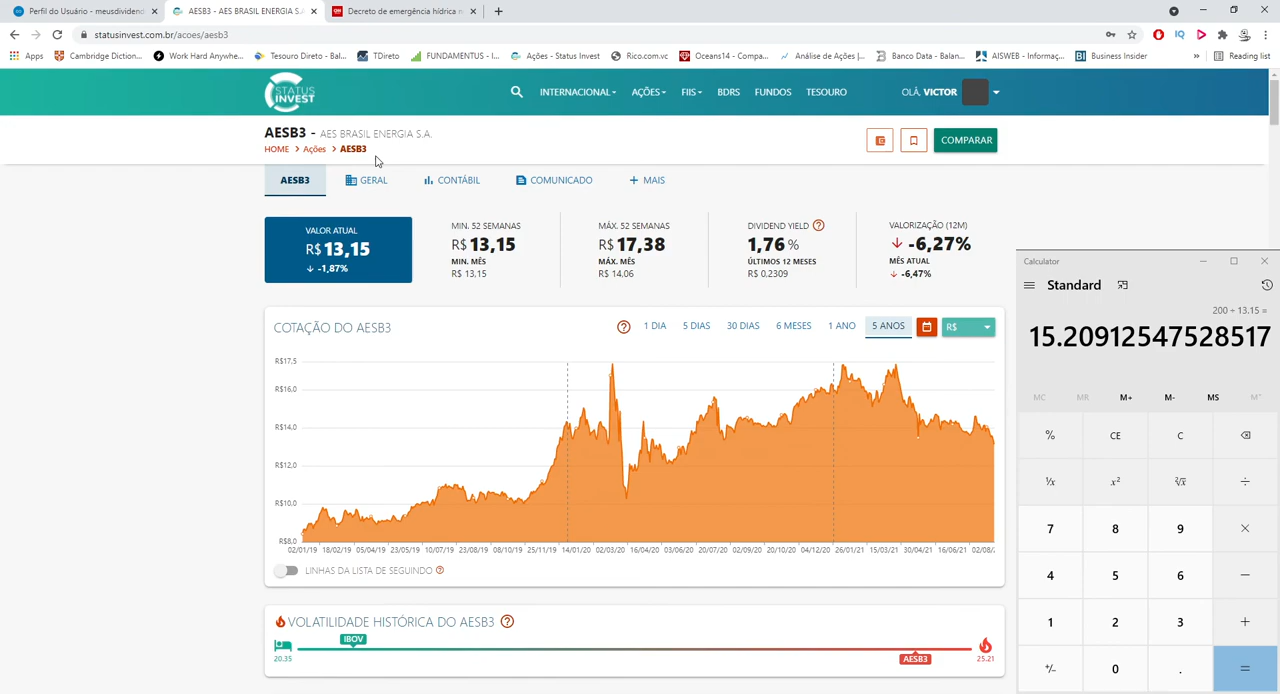 Perfil do Usuário - meusdividend
AESB3 - AES BRASIL ENERGIA S.A.
Decreto de emergência hídrica n
statusinvest.com.br/acoes/aesb3
IQ
Apps
Cambridge Diction...
Work Hard Anywhe...
Tesouro Direto - Bal...
TDireto
FUNDAMENTUS - I...
Ações - Status Invest
Rico.com.vc
Oceans14 - Compa...
Análise de Ações |...
Banco Data - Balan...
AISWEB - Informaç...
BI
Business Insider
»
Reading list
STATUS
INVEST
INTERNACIONAL
AÇÕES
FIIS
BDRS
FUNDOS
TESOURO
OLÁ, VICTOR
AESB3 - AES BRASIL ENERGIA S.A.
HOME > Ações > AESB3
COMPARAR
AESB3
GERAL
CONTÁBIL
COMUNICADO
+ MAIS
VALOR ATUAL
R$ 13,15
-1,87%
MIN. 52 SEMANAS
R$ 13,15
MIN. MÊS
R$ 13,15
MÁX. 52 SEMANAS
R$ 17,38
MÁX. MÊS
R$ 14,06
DIVIDEND YIELD ?
1,76 %
ÚLTIMOS 12 MESES
R$ 0,2309
VALORIZAÇÃO (12M)
-6,27%
MÊS ATUAL
-6,47%
COTAÇÃO DO AESB3
?
1 DIA
5 DIAS
30 DIAS
6 MESES
1 ANO
5 ANOS
R$
R$17.5
R$16.0
R$14.0
R$12.0
R$10.0
R$8.0
02/01/19 18/02/19 05/04/19 23/05/19 10/07/19 23/08/19 08/10/19 25/11/19 14/01/20 02/03/20 16/04/20 03/06/20 20/07/20 02/09/20 20/10/20 04/12/20 26/01/21 15/03/21 30/04/21 16/06/21 02/08/
LINHAS DA LISTA DE SEGUINDO ?
VOLATILIDADE HISTÓRICA DO AESB3 ?
IBOV
20.35
AESB3
25.21
Calculator
Standard
200 ÷ 13.15 =
15.20912547528517
MC MR M+ M- MS M˅
% CE C
¹/x x² ²√x ÷
7 8 9 ×
4 5 6 −
1 2 3 +
+/- 0 . =